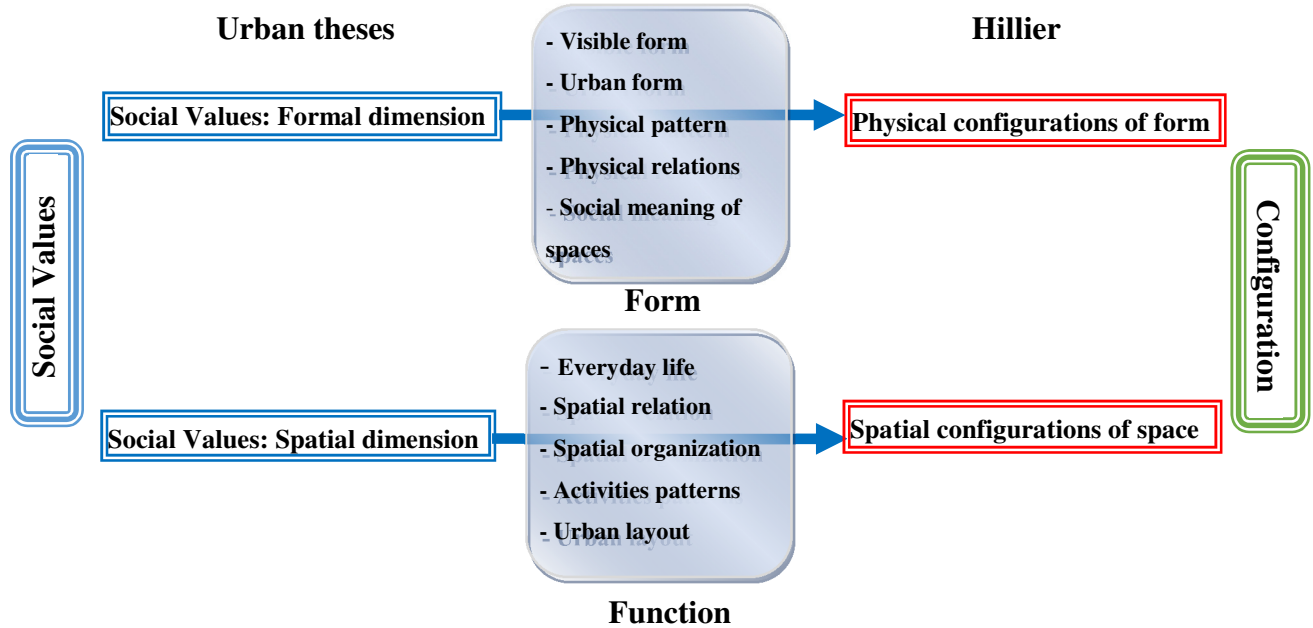 Urban theses
Hillier
Social Values
Social Values: Formal dimension
- Visible form
- Urban form
- Physical pattern
- Physical relations
- Social meaning of
spaces
Form
Physical configurations of form
Social Values: Spatial dimension
- Everyday life
- Spatial relation
- Spatial organization
- Activities patterns
- Urban layout
Function
Spatial configurations of space
Configuration